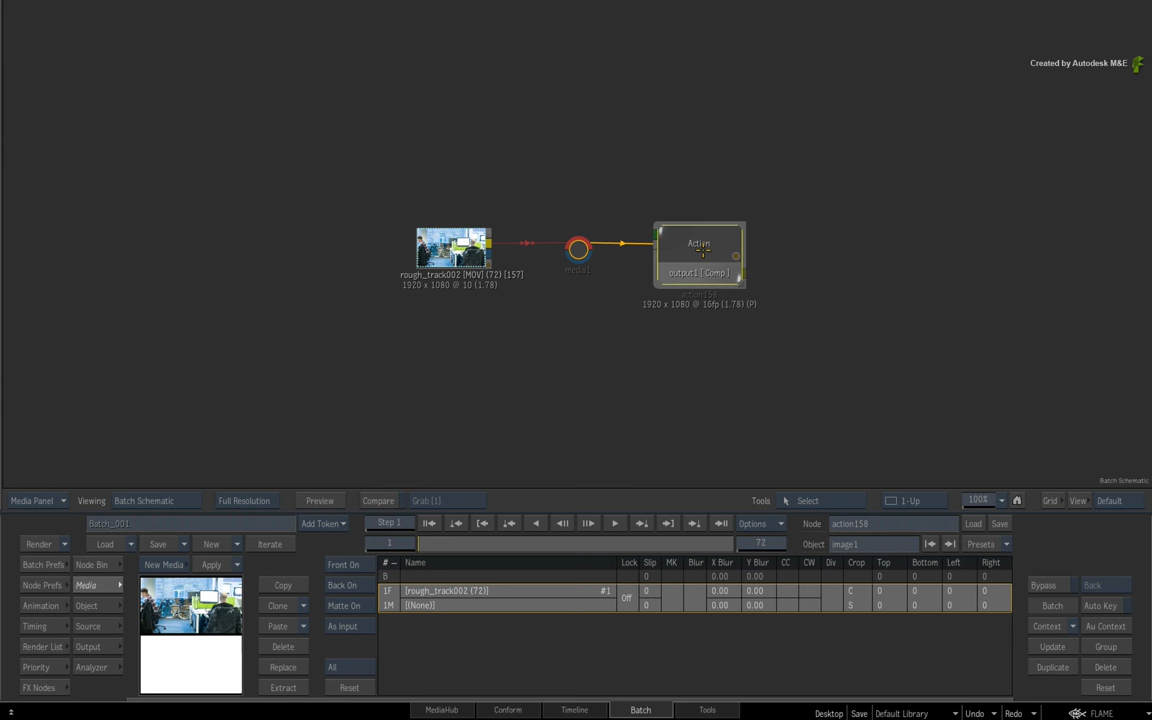 Created by Autodesk M&E
Action
output1 [ Comp ]
rough_track002 [MOV] (72) [157]
1920 x 1080 @ 10 (1.78)
media1
action158
1920 x 1080 @ 16fp (1.78) (P)
Batch Schematic
Media Panel Viewing Batch Schematic Full Resolution Preview Compare Grab [1] Tools Select 1-Up 100% Grid View Default
Batch_001 Add Token Step 1 Options Node action158 Load Save
Render Load Save New Iterate 1 72 Object image1 Presets
Batch Prefs Node Bin New Media Apply Front On # Name Lock Slip MK Blur X Blur Y Blur CC CW Div Crop Top Bottom Left Right
B 0 0.00 0.00 0 0 0 0
Node Prefs Media Copy Back On 1F [rough_track002 (72)] #1 Off 0 0.00 0.00 C 0 0 0 0 Bypass Back
Animation Object Clone Matte On 1M [(None)] 0 0.00 0.00 S 0 0 0 0 Batch Auto Key
Timing Source Paste As Input Context Au Context
Render List Output Delete Update Group
Priority Analyzer Replace All Duplicate Delete
FX Nodes Extract Reset Reset
MediaHub Conform Timeline Batch Tools Desktop Save Default Library Undo Redo FLAME